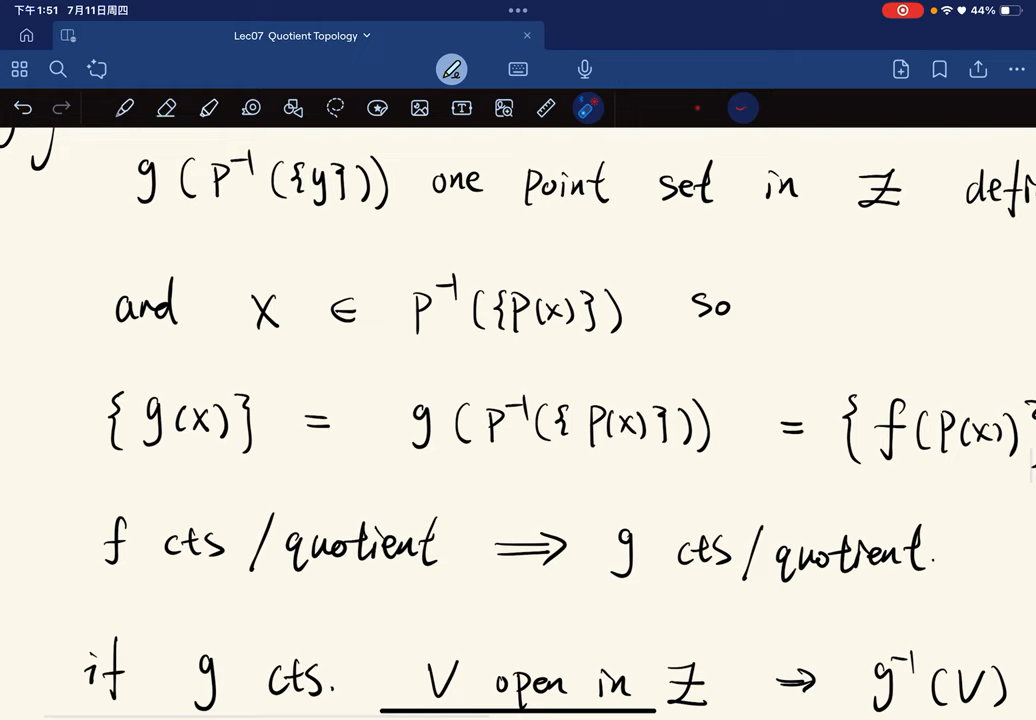 下午1:51 7月11日周四
44%
Lec07 Quotient Topology
g(p⁻¹({y})) one point set in Z defi
and x ∈ p⁻¹({p(x)}) so
{g(x)} = g(p⁻¹({p(x)})) = {f(p(x))}
f cts/quotient ⟹ g cts/quotient.
if g cts. V open in Z ⇒ g⁻¹(V)